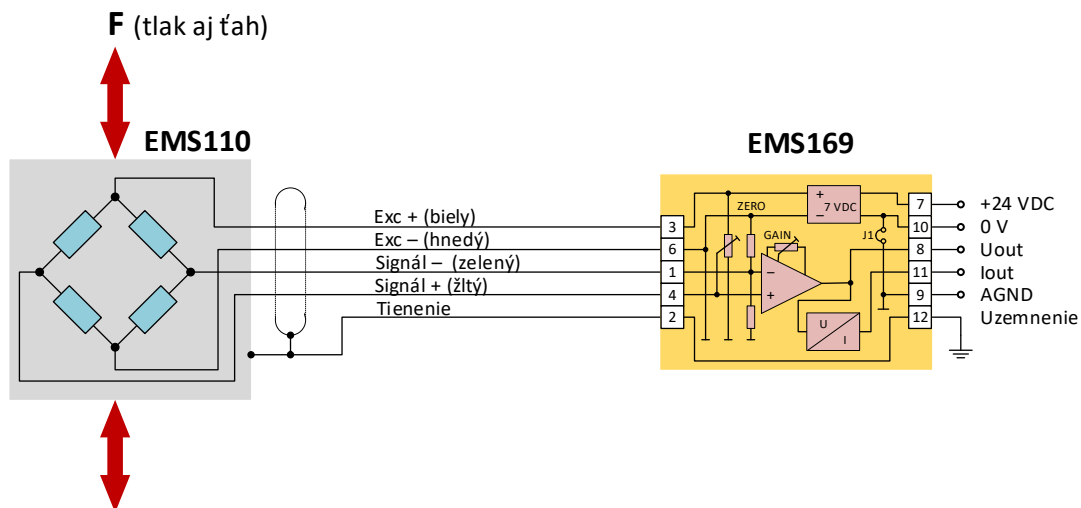 F (tlak aj ťah)
EMS110
EMS169
Exc + (biely)
Exc – (hnedý)
Signál – (zelený)
Signál + (žltý)
Tienenie
3
6
1
4
2
ZERO
GAIN
+
–
7 VDC
J1
–
+
U
I
7
10
8
11
9
12
+24 VDC
0 V
Uout
Iout
AGND
Uzemnenie